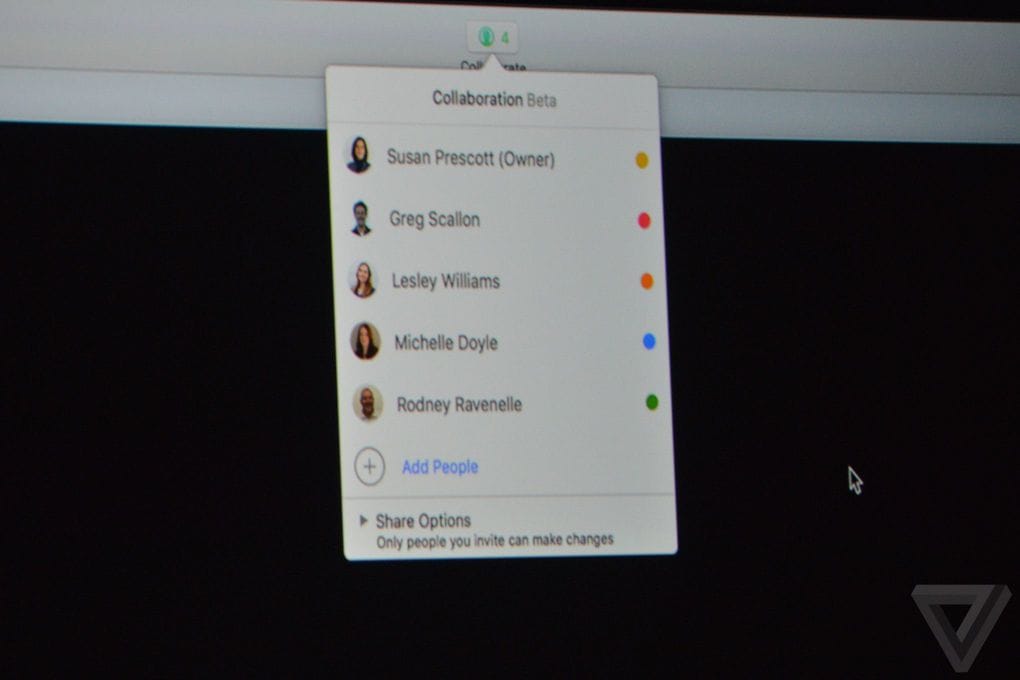 4
Collaboration Beta
Susan Prescott (Owner)
Greg Scallon
Lesley Williams
Michelle Doyle
Rodney Ravenelle
Add People
Share Options
Only people you invite can make changes